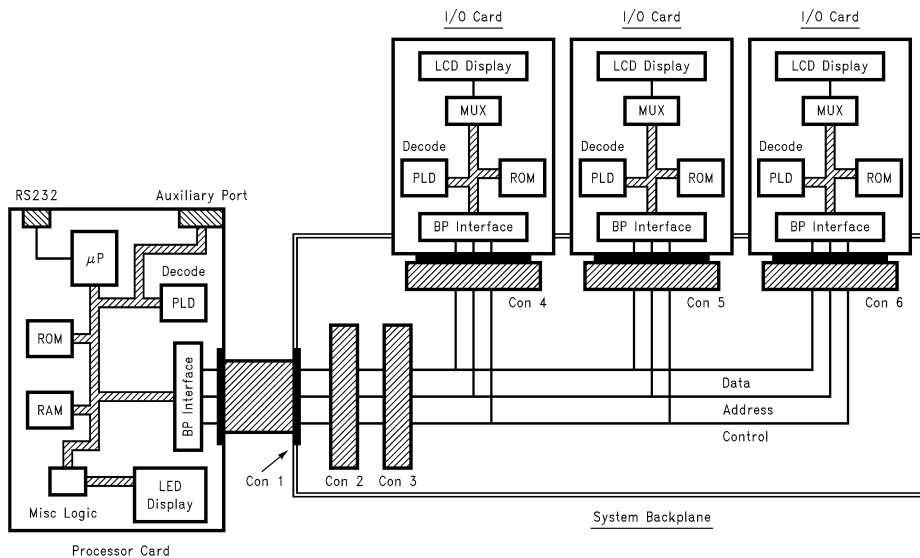 I/O Card
I/O Card
I/O Card
LCD Display
LCD Display
LCD Display
MUX
MUX
MUX
Decode
Decode
Decode
PLD
ROM
PLD
ROM
PLD
ROM
BP Interface
BP Interface
BP Interface
Con 4
Con 5
Con 6
RS232
Auxiliary Port
μP
Decode
PLD
ROM
RAM
BP Interface
Misc Logic
LED
Display
Processor Card
Con 1
Con 2
Con 3
Data
Address
Control
System Backplane